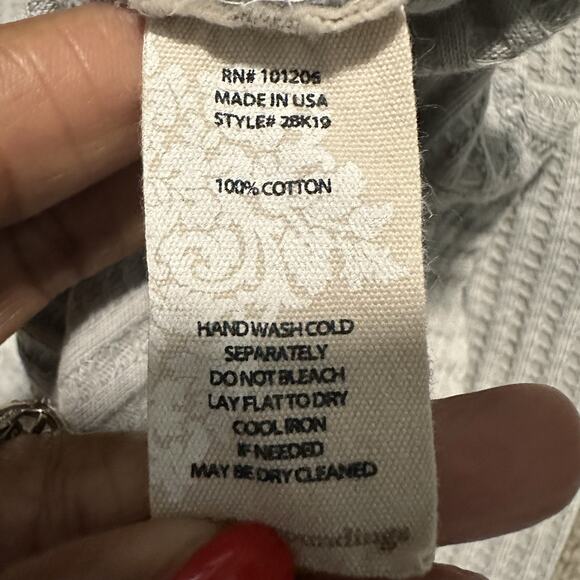 RN# 101206
MADE IN USA
STYLE# 28K19
100% COTTON
HAND WASH COLD
SEPARATELY
DO NOT BLEACH
LAY FLAT TO DRY
COOL IRON
IF NEEDED
MAY BE DRY CLEANED